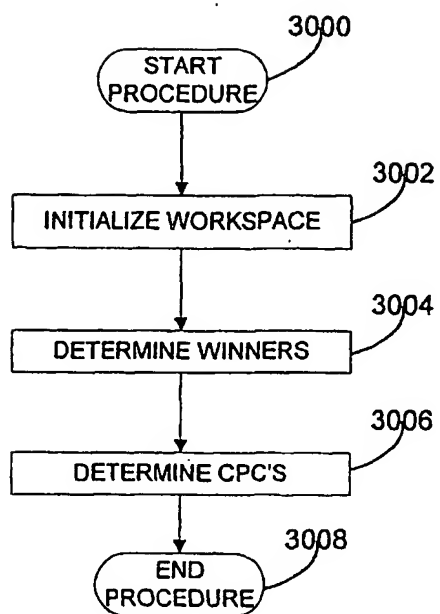 3000
START
PROCEDURE
3002
INITIALIZE WORKSPACE
3004
DETERMINE WINNERS
3006
DETERMINE CPC'S
3008
END
PROCEDURE